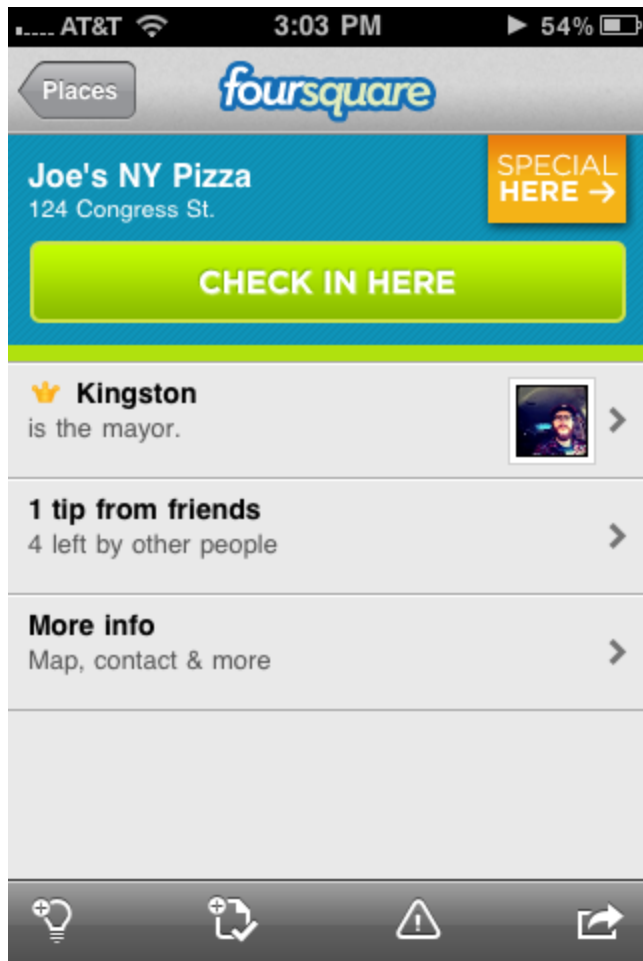 AT&T 3:03 PM 54%
Places foursquare
Joe's NY Pizza
124 Congress St.
SPECIAL
HERE →
CHECK IN HERE
Kingston
is the mayor.
1 tip from friends
4 left by other people
More info
Map, contact & more